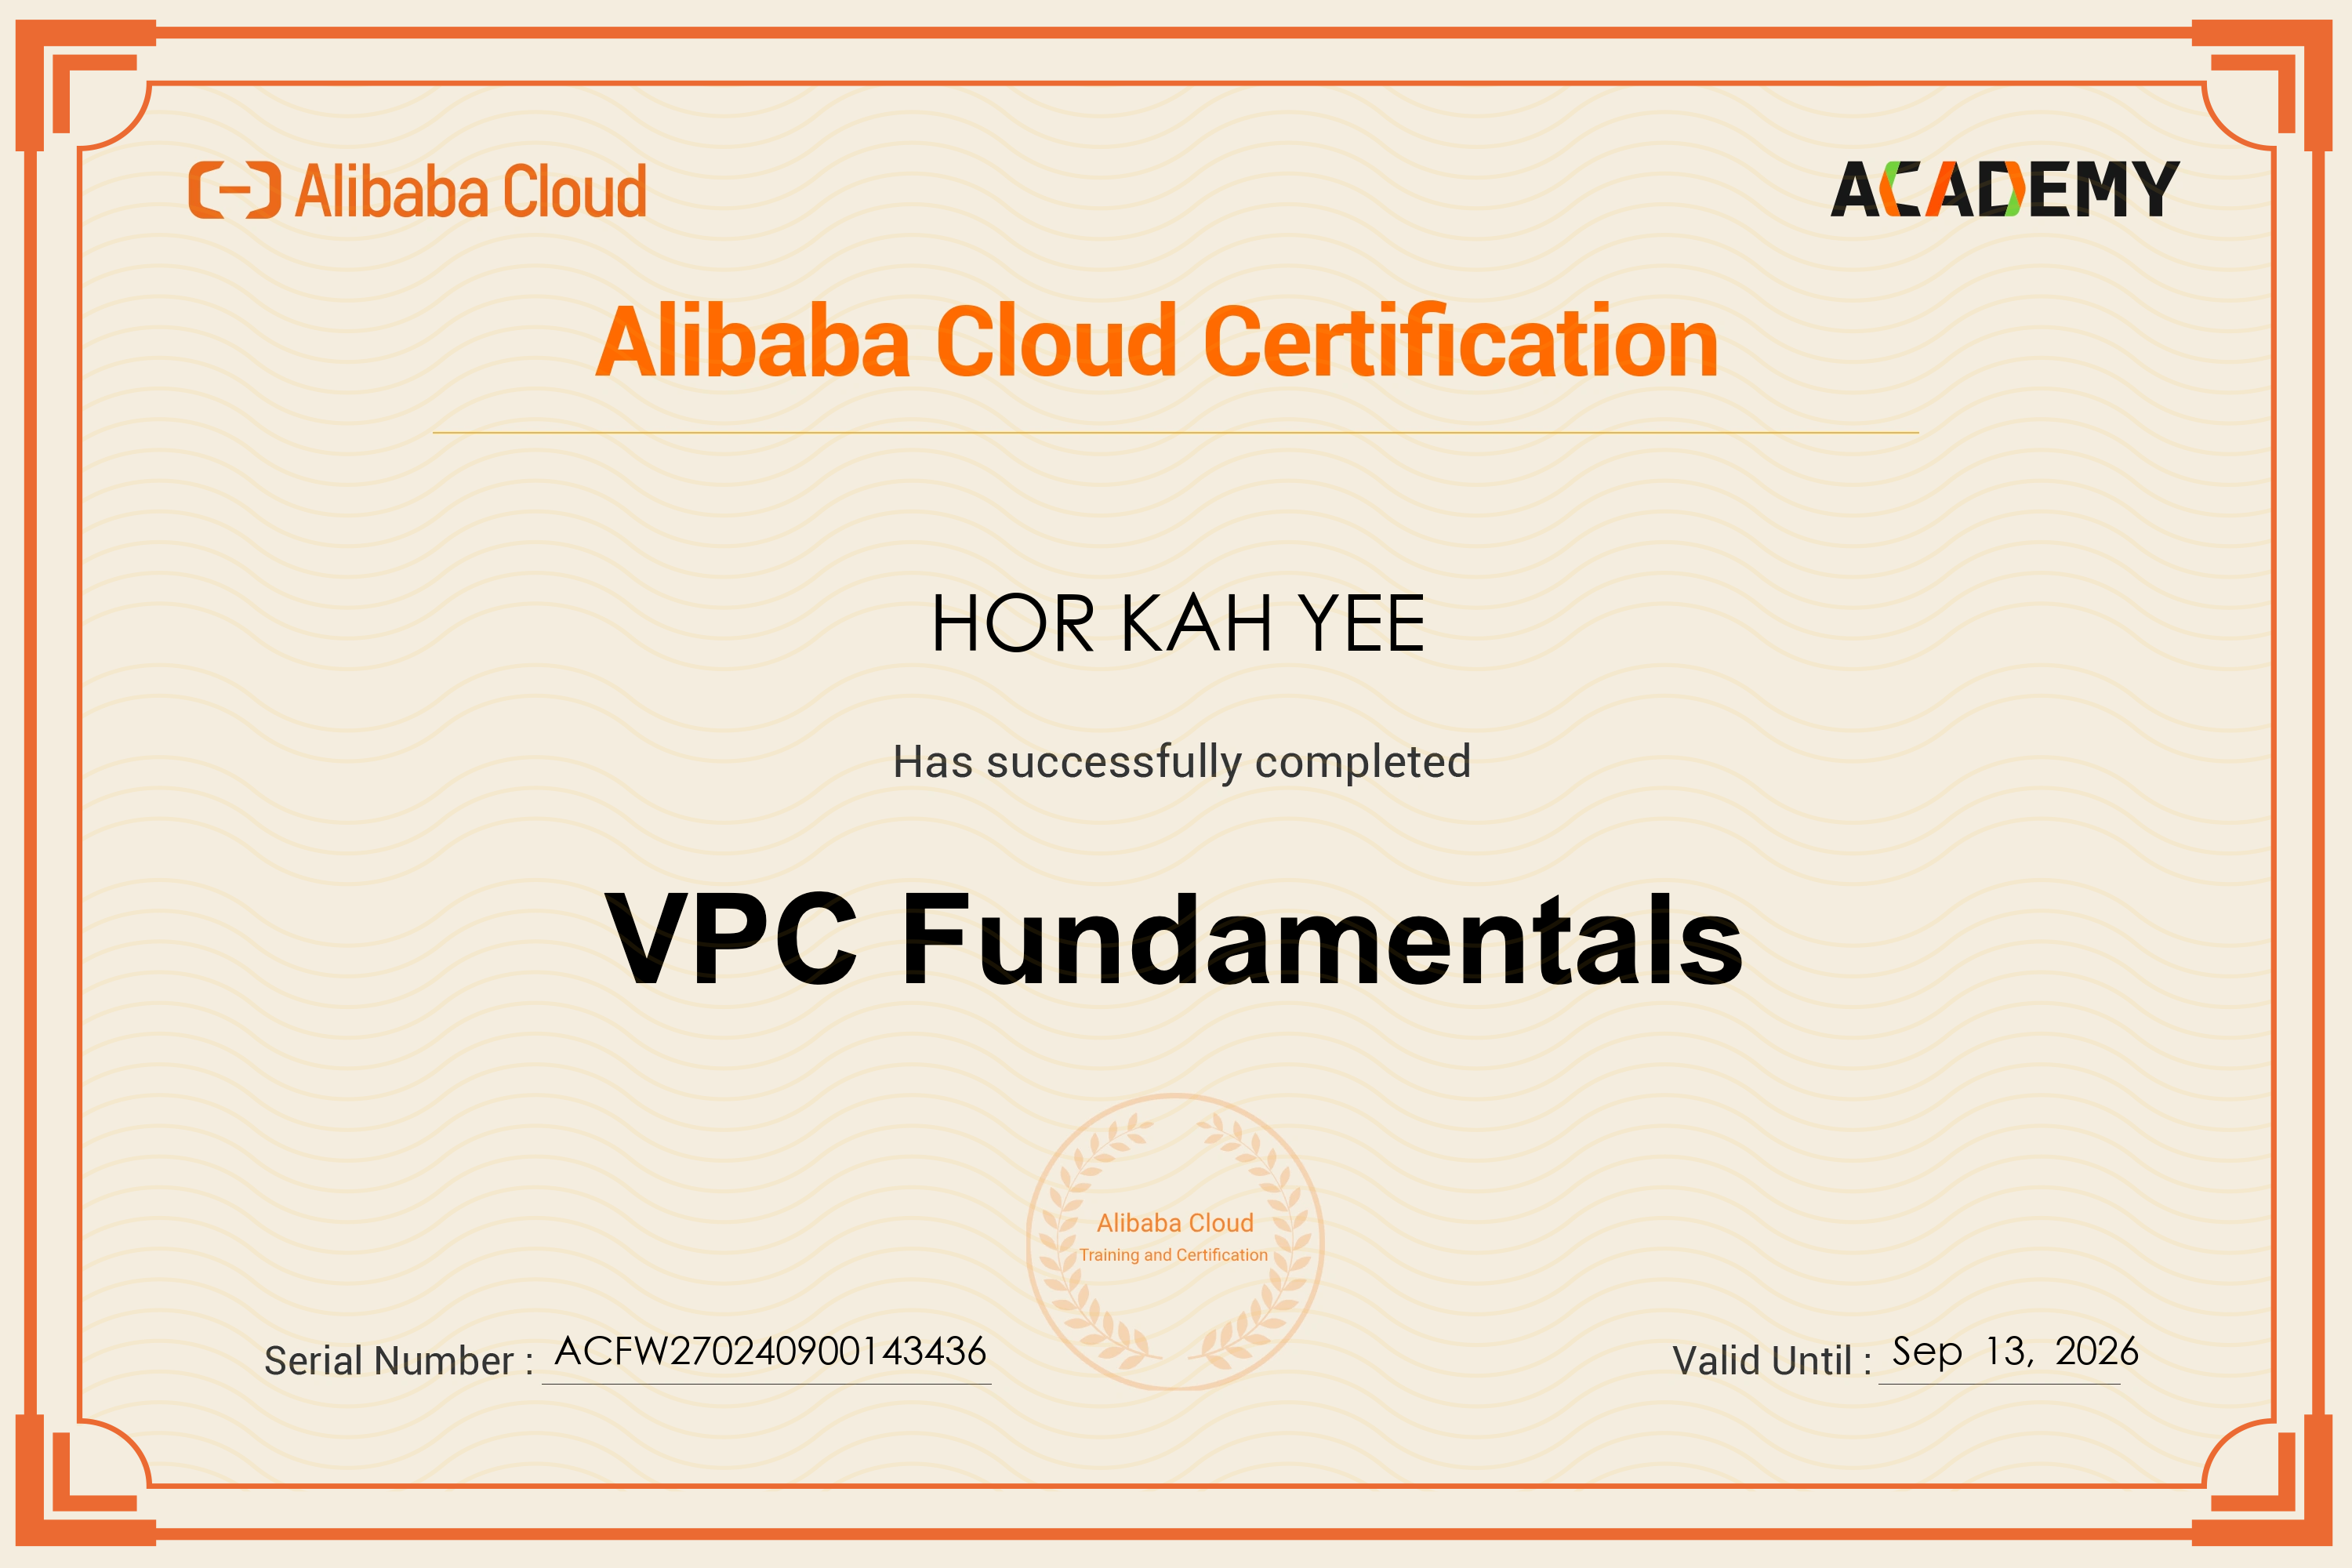 Alibaba Cloud
ACADEMY
Alibaba Cloud Certification
HOR KAH YEE
Has successfully completed
VPC Fundamentals
Alibaba Cloud
Training and Certification
Serial Number : ACFW270240900143436
Valid Until : Sep 13, 2026